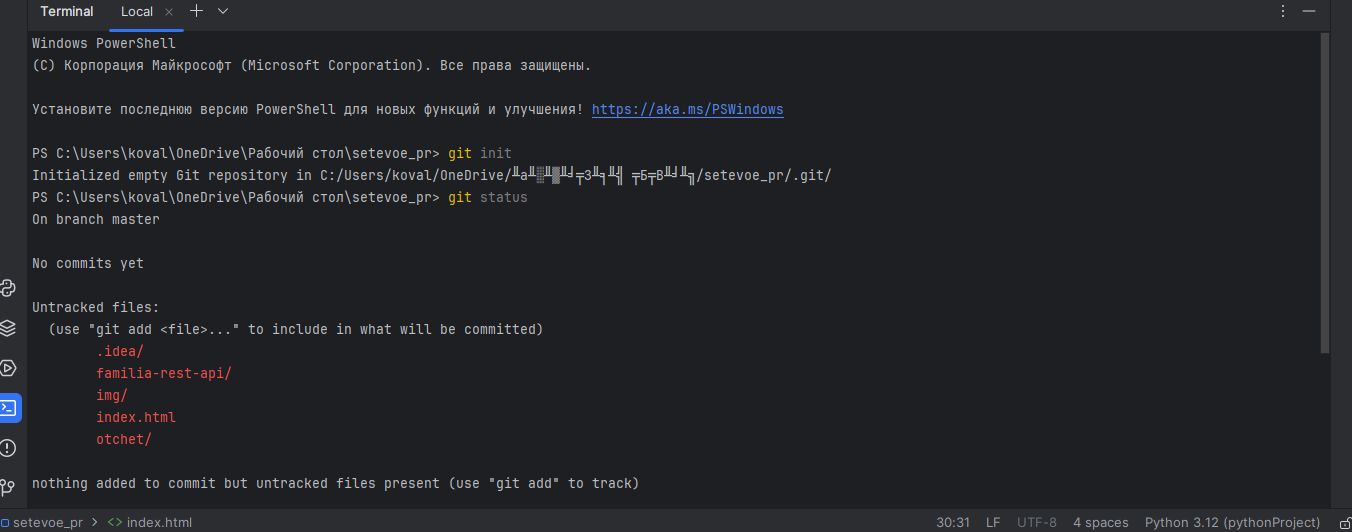 Terminal Local
Windows PowerShell
(C) Корпорация Майкрософт (Microsoft Corporation). Все права защищены.
Установите последнюю версию PowerShell для новых функций и улучшения! https://aka.ms/PSWindows
PS C:\Users\koval\OneDrive\Рабочий стол\setevoe_pr> git init
Initialized empty Git repository in C:/Users/koval/OneDrive/ /setevoe_pr/.git/
PS C:\Users\koval\OneDrive\Рабочий стол\setevoe_pr> git status
On branch master
No commits yet
Untracked files:
(use "git add <file>..." to include in what will be committed)
.idea/
familia-rest-api/
img/
index.html
otchet/
nothing added to commit but untracked files present (use "git add" to track)
setevoe_pr > <> index.html 30:31 LF UTF-8 4 spaces Python 3.12 (pythonProject)